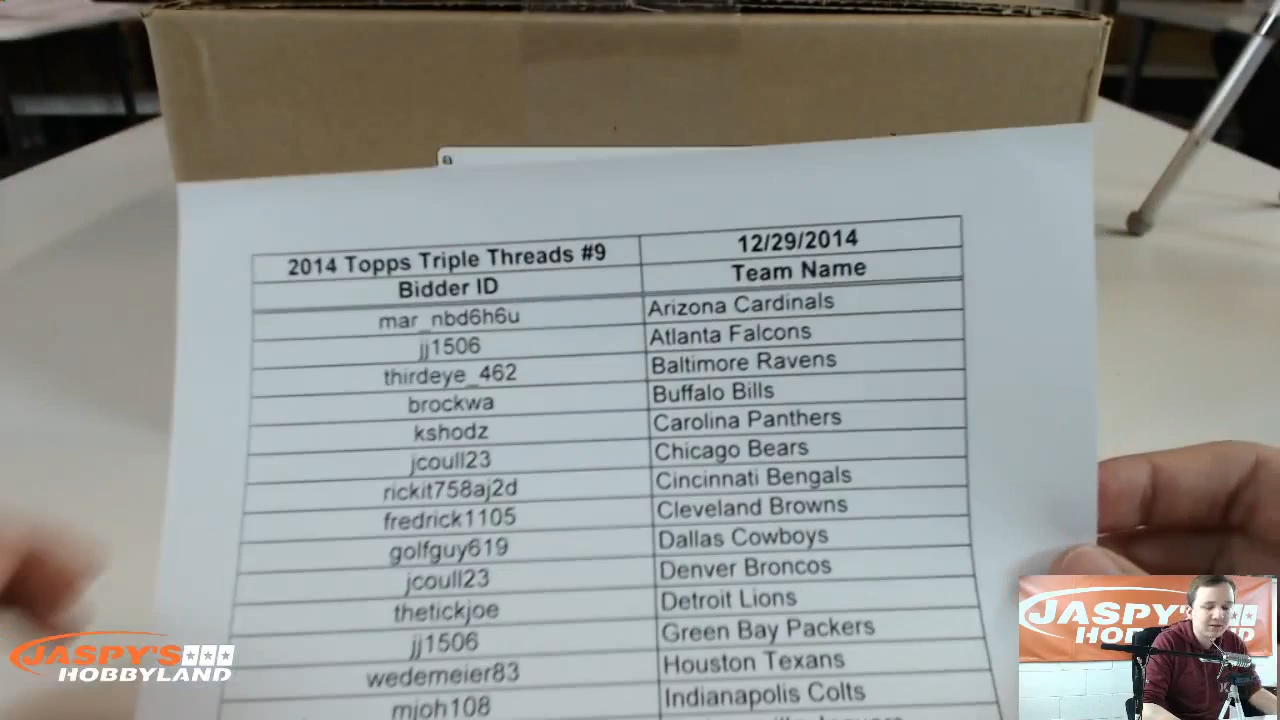 2014 Topps Triple Threads #9 12/29/2014
Bidder ID Team Name
mar_nbd6h6u Arizona Cardinals
jj1506 Atlanta Falcons
thirdeye_462 Baltimore Ravens
brockwa Buffalo Bills
kshodz Carolina Panthers
jcoull23 Chicago Bears
rickit758aj2d Cincinnati Bengals
fredrick1105 Cleveland Browns
golfguy619 Dallas Cowboys
jcoull23 Denver Broncos
thetickjoe Detroit Lions
jj1506 Green Bay Packers
wedemeier83 Houston Texans
mjoh108 Indianapolis Colts
JASPY'S
HOBBYLAND
JASPY'S
HOBBYLAND